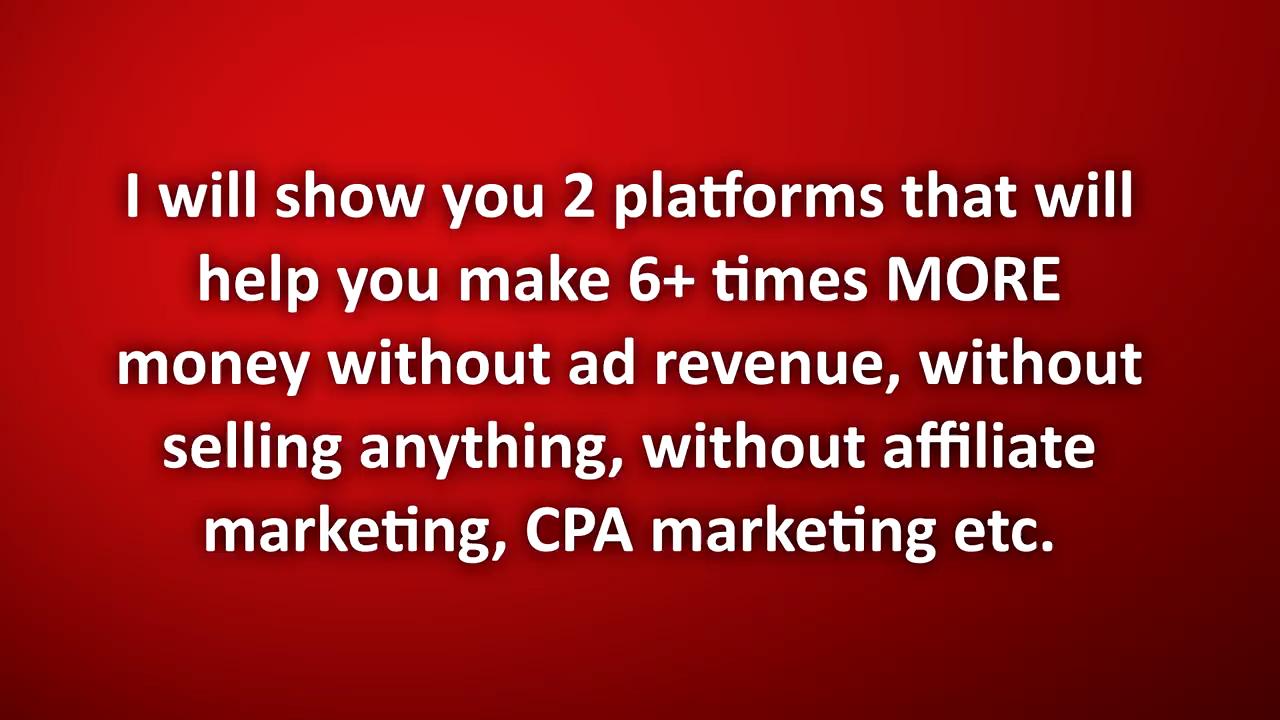 I will show you 2 platforms that will
help you make 6+ times MORE
money without ad revenue, without
selling anything, without affiliate
marketing, CPA marketing etc.